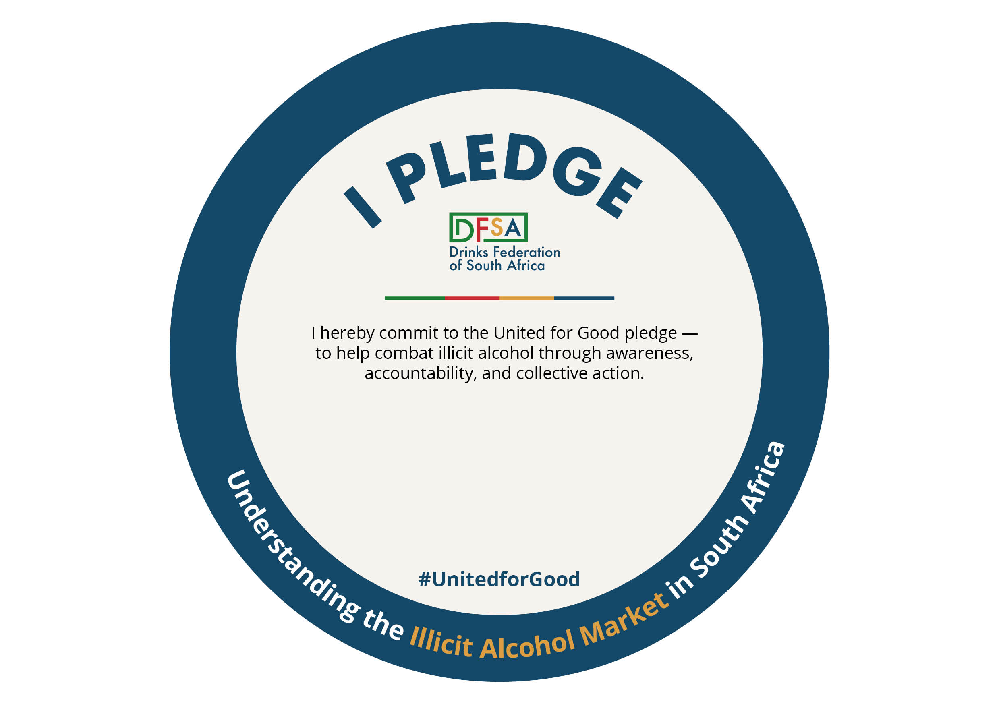 I PLEDGE
DFSA
Drinks Federation
of South Africa
I hereby commit to the United for Good pledge —
to help combat illicit alcohol through awareness,
accountability, and collective action.
#UnitedforGood
Understanding the Illicit Alcohol Market in South Africa